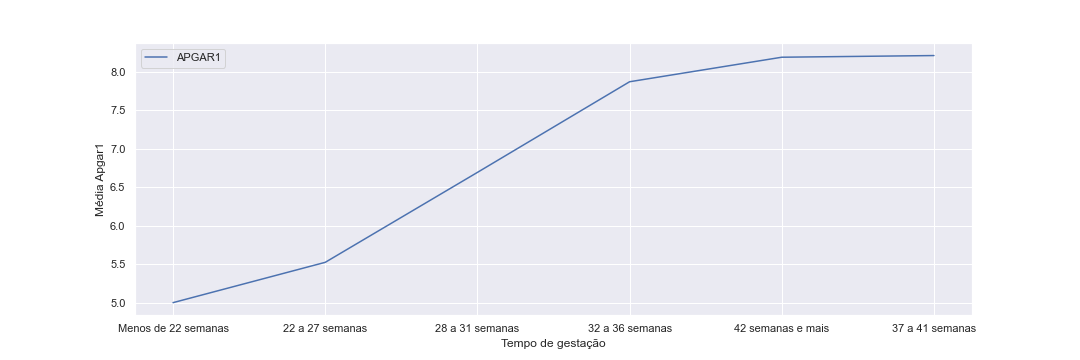 APGAR1
Média Apgar1
8.0
7.5
7.0
6.5
6.0
5.5
5.0
Menos de 22 semanas 22 a 27 semanas 28 a 31 semanas 32 a 36 semanas 42 semanas e mais 37 a 41 semanas
Tempo de gestação